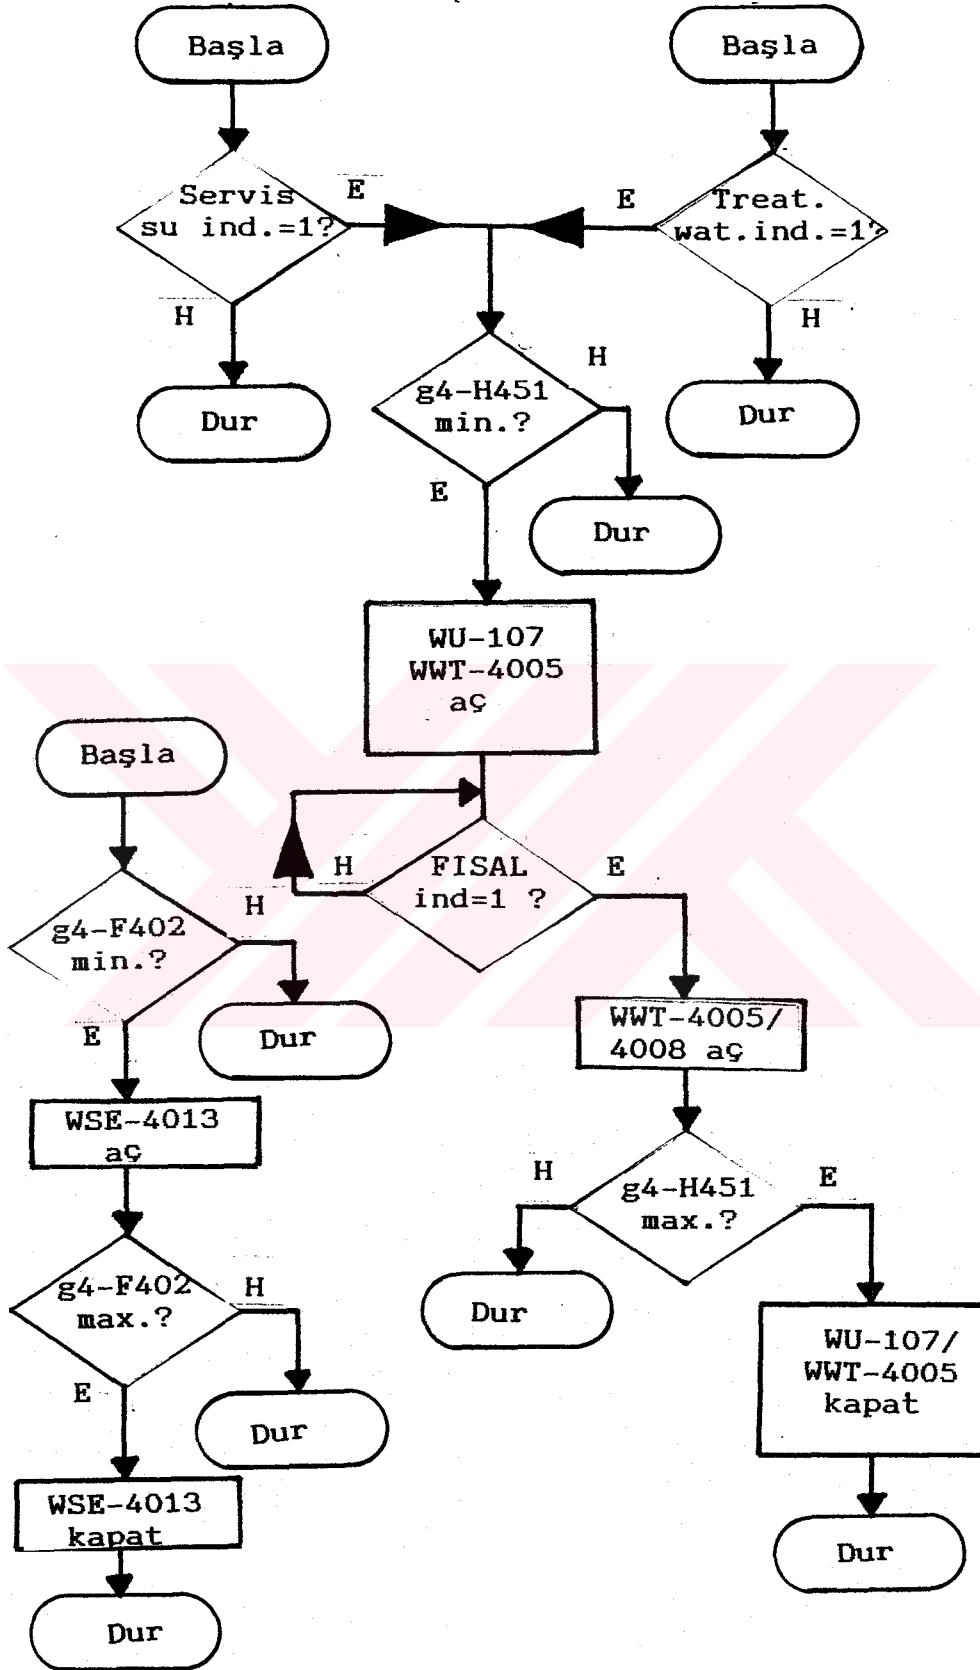 Başla
Başla
Servis
su ind.=1?
E
E
Treat.
wat.ind.=1?
H
H
Dur
Dur
g4-H451
min.?
H
E
Dur
WU-107
WWT-4005
aç
Başla
FISAL
ind=1 ?
H
E
g4-F402
min.?
H
E
Dur
WWT-4005/
4008 aç
WSE-4013
aç
g4-H451
max.?
H
E
g4-F402
max.?
H
E
Dur
Dur
WU-107/
WWT-4005
kapat
WSE-4013
kapat
Dur
Dur